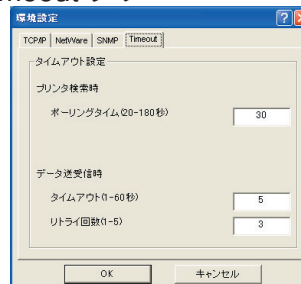 環境設定
TCP/IP NetWare SNMP Timeout
タイムアウト設定
プリンタ検索時
ポーリングタイム(20-180秒) 30
データ送受信時
タイムアウト(1-60秒) 5
リトライ回数(1-5) 3
OK キャンセル